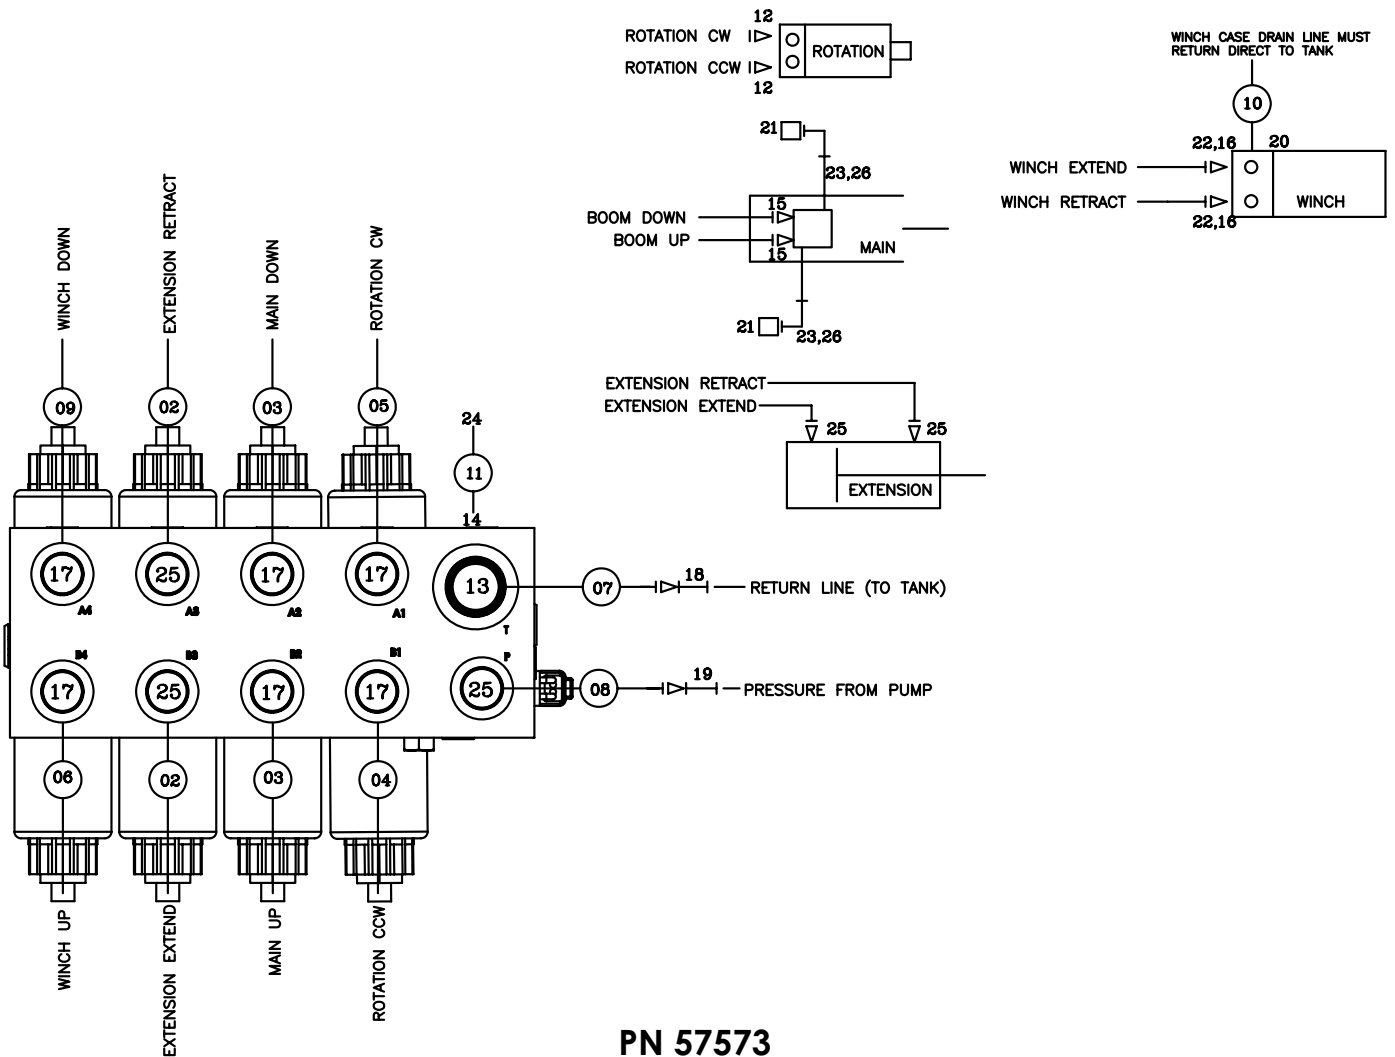 12
ROTATION CW
ROTATION CCW
12
ROTATION
WINCH CASE DRAIN LINE MUST
RETURN DIRECT TO TANK
10
22,16
20
WINCH EXTEND
WINCH RETRACT
22,16
WINCH
21
23,26
BOOM DOWN
15
BOOM UP
15
MAIN
21
23,26
EXTENSION RETRACT
EXTENSION EXTEND
25
25
EXTENSION
WINCH DOWN
EXTENSION RETRACT
MAIN DOWN
ROTATION CW
09
02
03
05
24
11
14
17
25
17
17
13
A4
A3
A2
A1
T
07
18
RETURN LINE (TO TANK)
B4
B3
B2
B1
P
17
25
17
17
25
08
19
PRESSURE FROM PUMP
06
02
03
04
WINCH UP
EXTENSION EXTEND
MAIN UP
ROTATION CCW
PN 57573